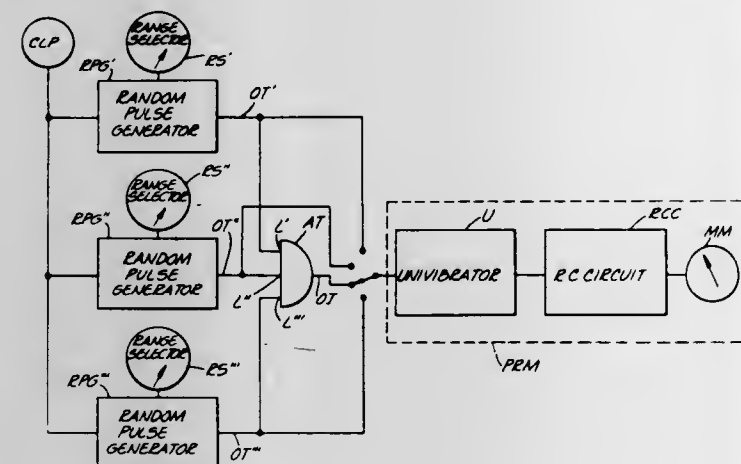 CLP
RANGE
SELECTOR
RS'
RPG'
RANDOM
PULSE
GENERATOR
OT'
RANGE
SELECTOR
RS"
RPG"
RANDOM
PULSE
GENERATOR
OT"
L'
AT
L"
L"'
OT
U
UNIVIBRATOR
RCC
RC CIRCUIT
MM
PRM
RANGE
SELECTOR
RS"'
RPG"'
RANDOM
PULSE
GENERATOR
OT"'